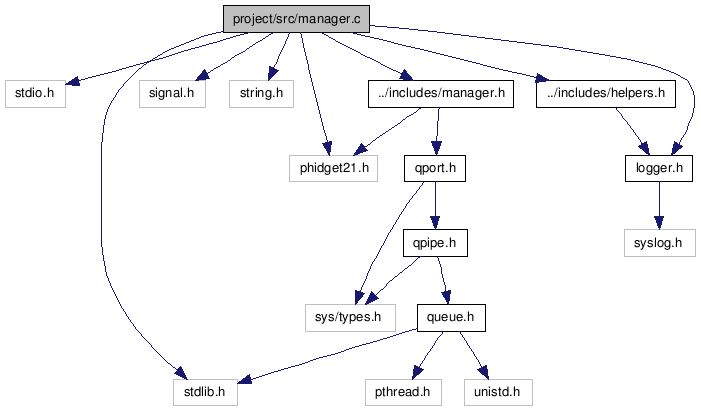 project/src/manager.c
stdio.h
signal.h
string.h
../includes/manager.h
../includes/helpers.h
phidget21.h
qport.h
logger.h
qpipe.h
syslog.h
sys/types.h
queue.h
stdlib.h
pthread.h
unistd.h